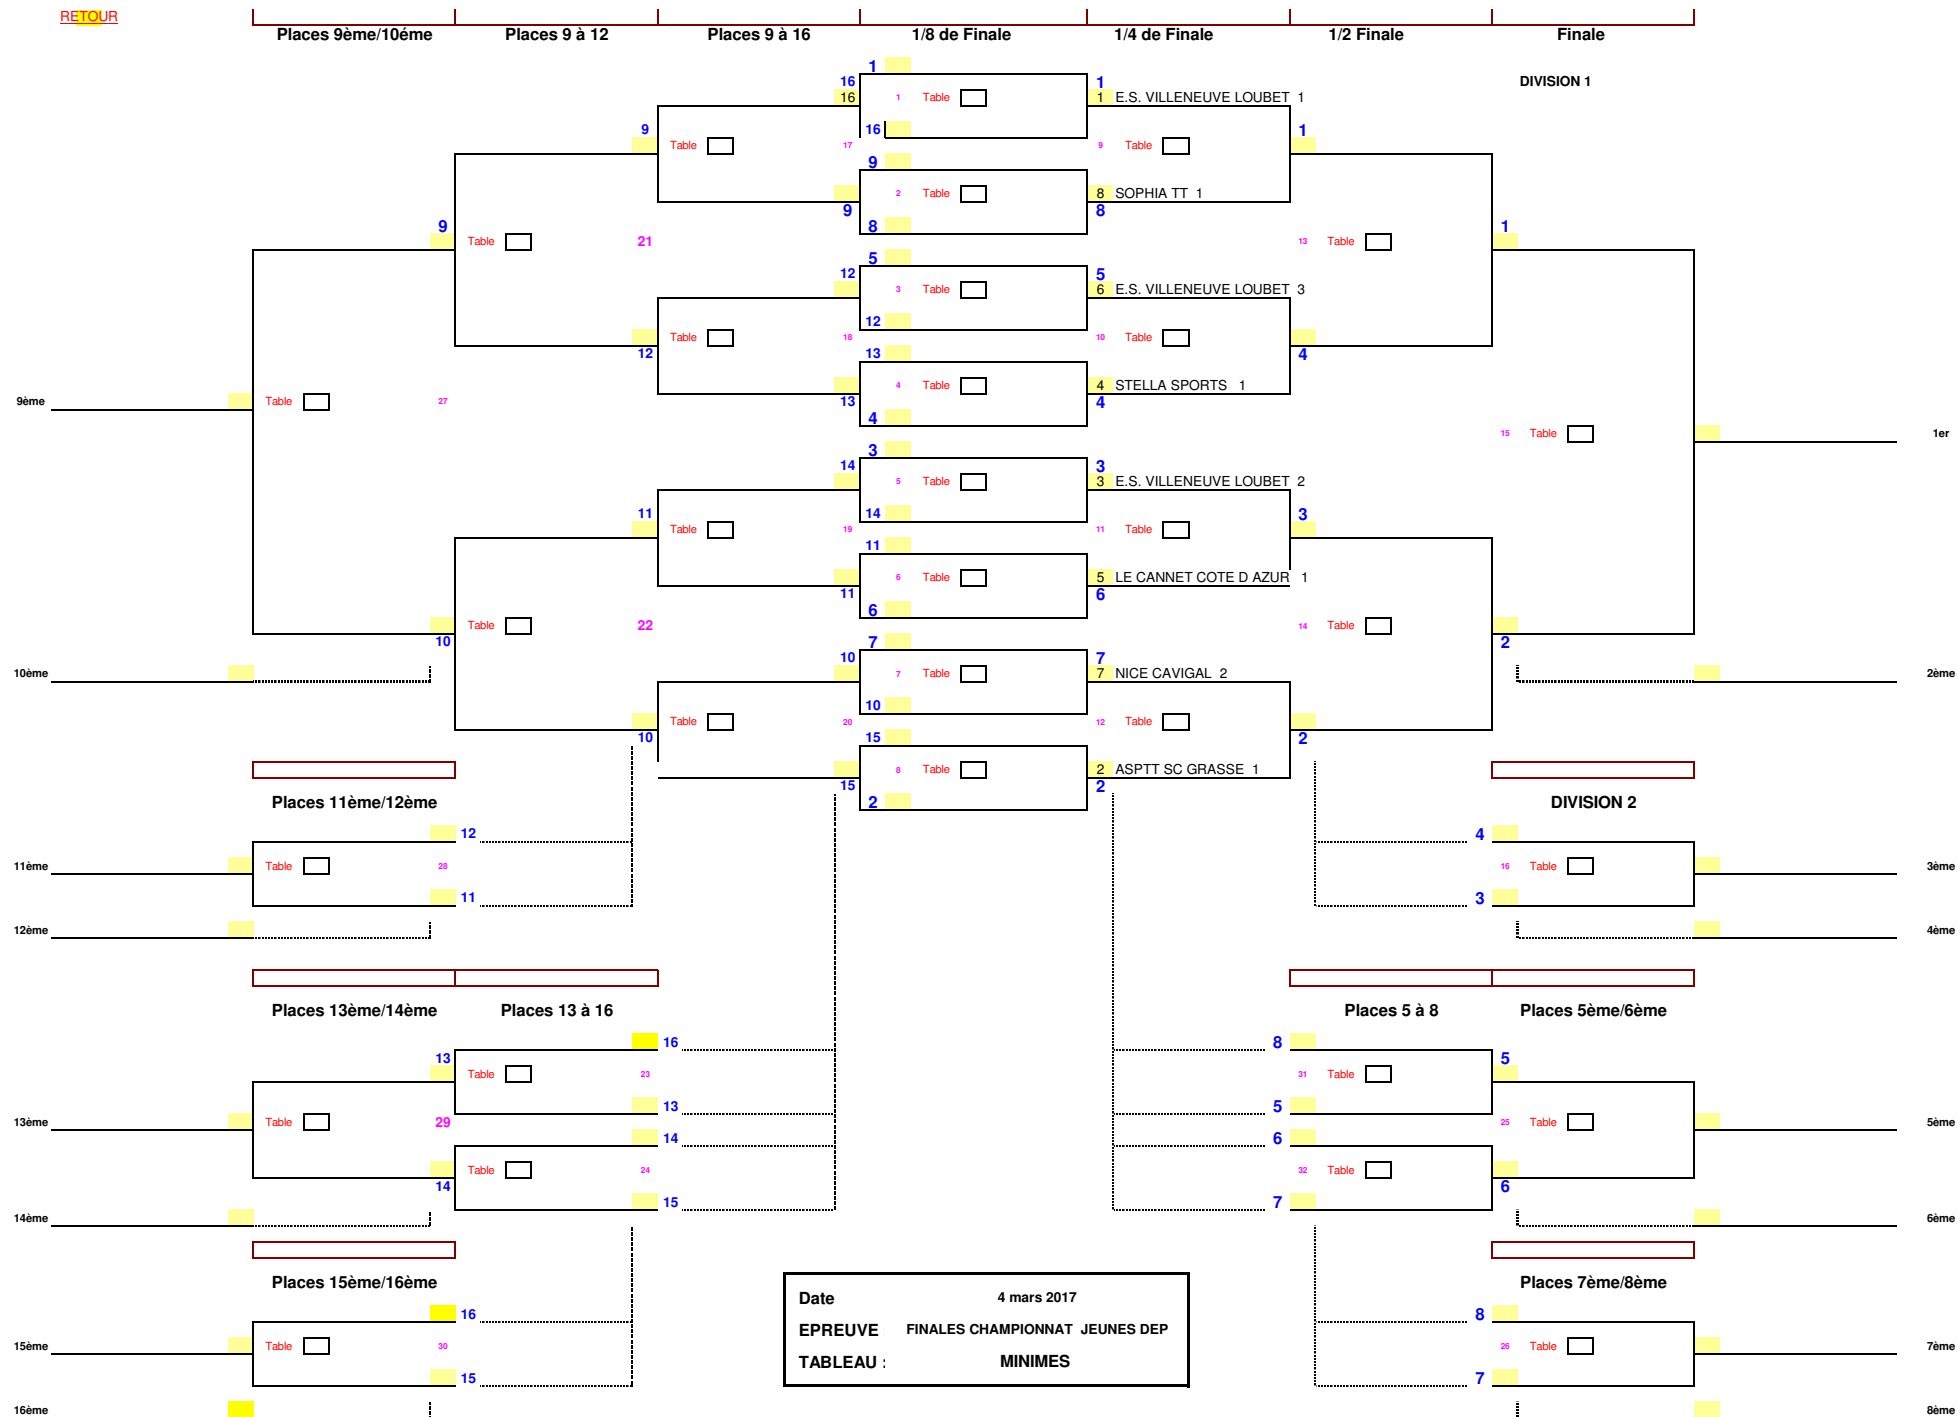 RETOUR
Places 9ème/10éme Places 9 à 12 Places 9 à 16 1/8 de Finale 1/4 de Finale 1/2 Finale Finale
1
16 1 DIVISION 1
16 1 Table 1 E.S. VILLENEUVE LOUBET 1
9 16 1
Table 17 9 Table
9
2 Table 8 SOPHIA TT 1
9 8
9 8 1
Table 21 13 Table
5
12 5
3 Table 6 E.S. VILLENEUVE LOUBET 3
12
Table 18 10 Table
12 13 4
4 Table 4 STELLA SPORTS 1
9ème Table 27 13 4
4
15 Table 1er
3
14 3
5 Table 3 E.S. VILLENEUVE LOUBET 2
11 14 3
Table 19 11 Table
11
6 Table 5 LE CANNET COTE D AZUR 1
11 6
6
Table 22 14 Table
10 7 2
10 7
10ème 7 Table 7 NICE CAVIGAL 2 2ème
10
Table 20 12 Table
10 15 2
8 Table 2 ASPTT SC GRASSE 1
15 2
Places 11ème/12ème 2 DIVISION 2
12 4
11ème Table 28 16 Table 3ème
11 3
12ème 4ème
Places 13ème/14ème Places 13 à 16 Places 5 à 8 Places 5ème/6ème
16 8
13 5
Table 23 31 Table
13 5
13ème Table 29 25 Table 5ème
14 6
Table 24 32 Table
14 6
15 7
14ème 6ème
Places 15ème/16ème Places 7ème/8ème
Date 4 mars 2017
16 8
EPREUVE FINALES CHAMPIONNAT JEUNES DEP
15ème Table 30 26 Table 7ème
TABLEAU : MINIMES
15 7
16ème 8ème